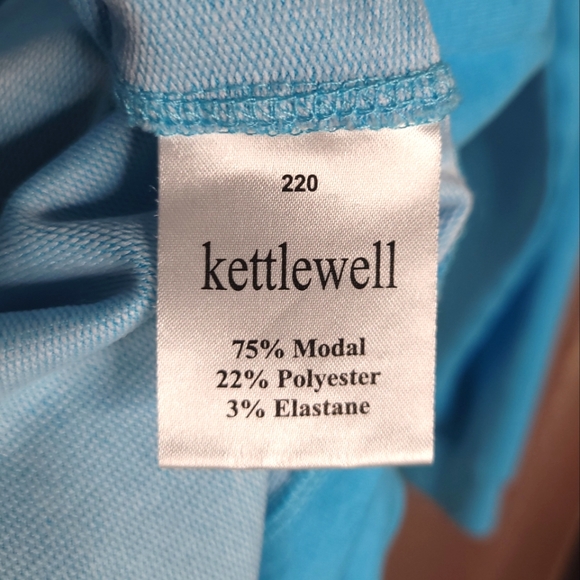 220
kettlewell
75% Modal
22% Polyester
3% Elastane